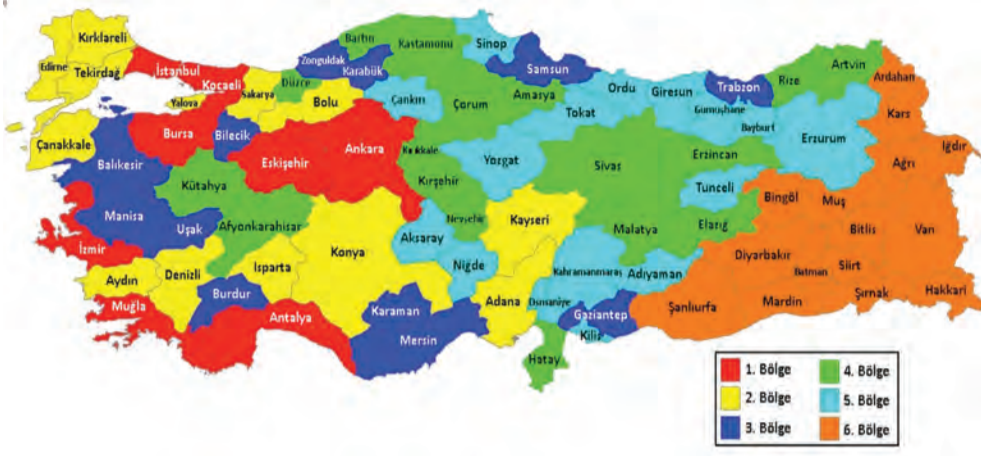 Kırklareli
Edirne
Tekirdağ
İstanbul
Kocaeli
Yalova
Sakarya
Düzce
Bolu
Zonguldak
Bartın
Karabük
Kastamonu
Sinop
Samsun
Çankırı
Çorum
Amasya
Tokat
Ordu
Giresun
Trabzon
Gümüşhane
Bayburt
Rize
Artvin
Ardahan
Kars
Iğdır
Erzurum
Ağrı
Çanakkale
Balıkesir
Bursa
Bilecik
Eskişehir
Ankara
Kırıkkale
Yozgat
Sivas
Erzincan
Tunceli
Bingöl
Muş
Kütahya
Kırşehir
Manisa
Uşak
Afyonkarahisar
Nevşehir
Kayseri
Malatya
Elazığ
Bitlis
Van
İzmir
Aydın
Denizli
Isparta
Konya
Aksaray
Niğde
Kahramanmaraş
Adıyaman
Diyarbakır
Batman
Siirt
Muğla
Burdur
Antalya
Karaman
Mersin
Adana
Osmaniye
Gaziantep
Kilis
Şanlıurfa
Mardin
Şırnak
Hakkari
Hatay
1. Bölge
2. Bölge
3. Bölge
4. Bölge
5. Bölge
6. Bölge